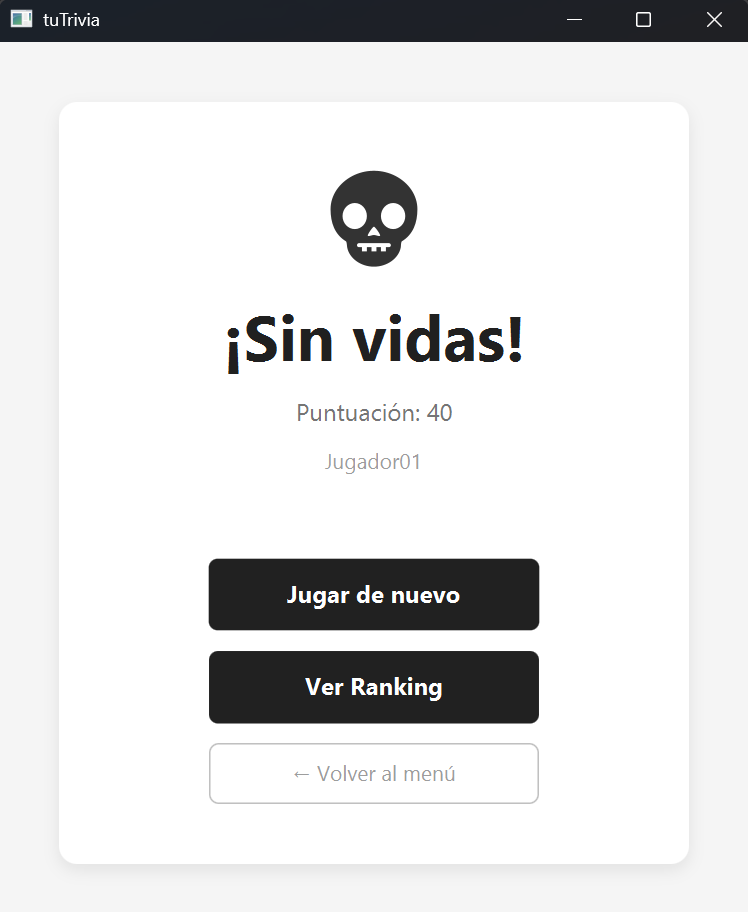 tuTrivia
¡Sin vidas!
Puntuación: 40
Jugador01
Jugar de nuevo
Ver Ranking
← Volver al menú